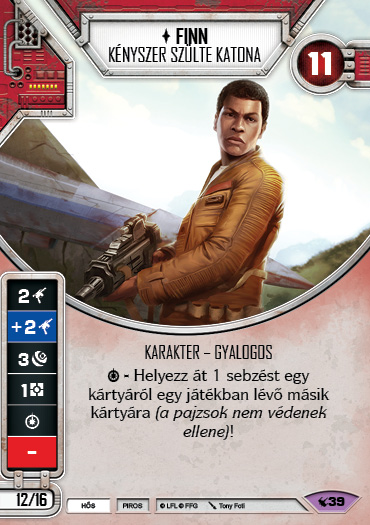 FINN
KÉNYSZER SZÜLTE KATONA
11
2
+2
3
1
-
12/16
KARAKTER – GYALOGOS
- Helyezz át 1 sebzést egy
kártyáról egy játékban lévő másik
kártyára (a pajzsok nem védenek
ellene)!
HŐS
PIROS
© LFL © FFG
Tony Foti
39